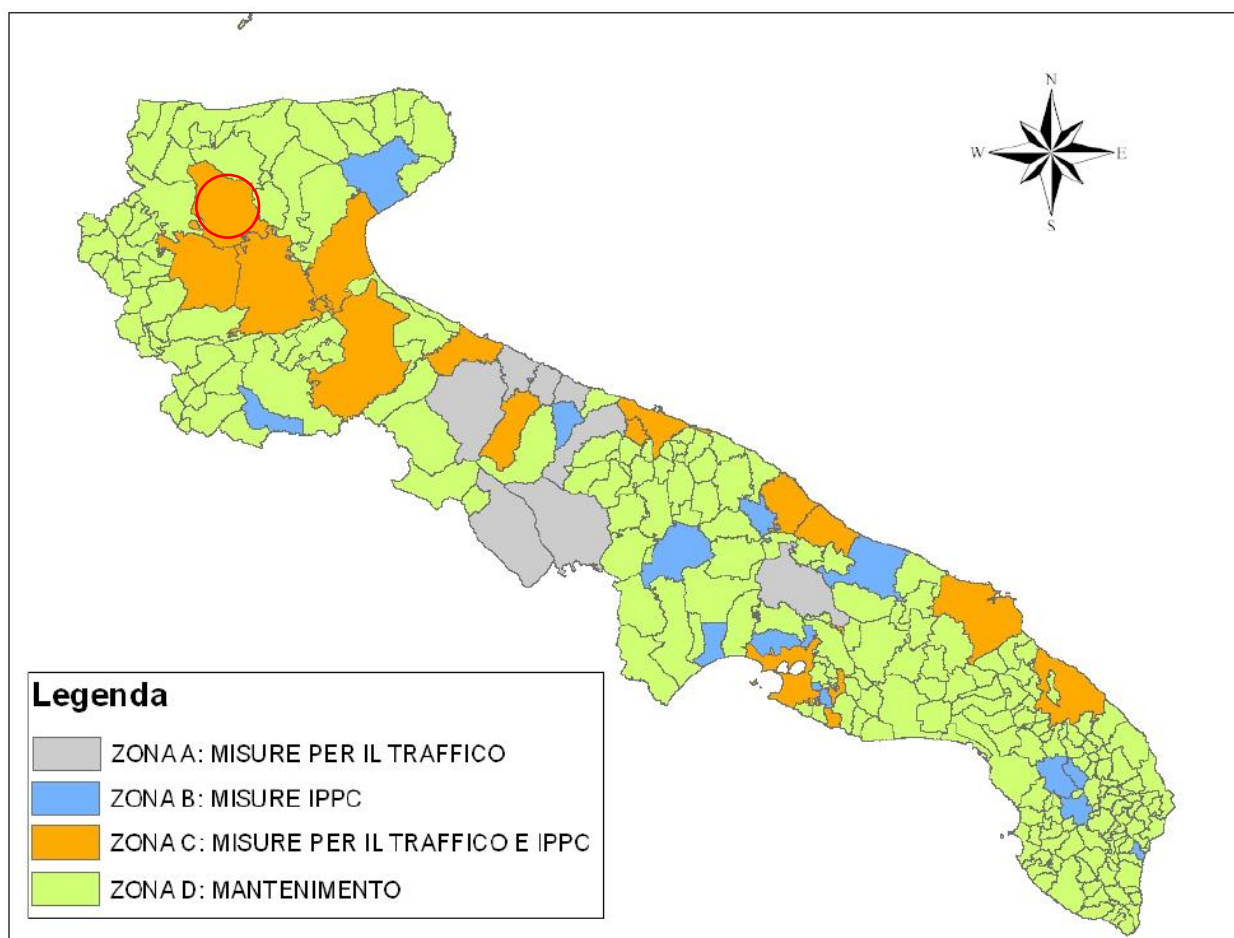 N
W E
S
Legenda
ZONA A: MISURE PER IL TRAFFICO
ZONA B: MISURE IPPC
ZONA C: MISURE PER IL TRAFFICO E IPPC
ZONA D: MANTENIMENTO